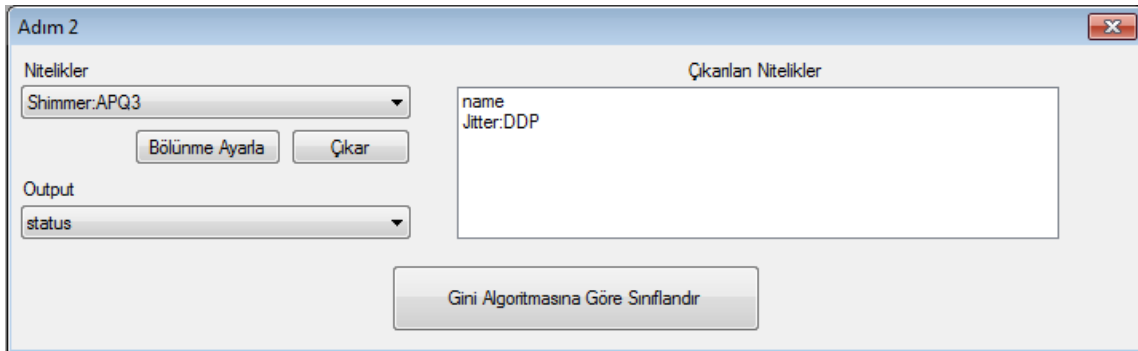 Adım 2
Nitelikler
Shimmer:APQ3
Bölünme Ayarla
Çıkar
Output
status
Çıkarılan Nitelikler
name
Jitter:DDP
Gini Algoritmasına Göre Sınıflandır